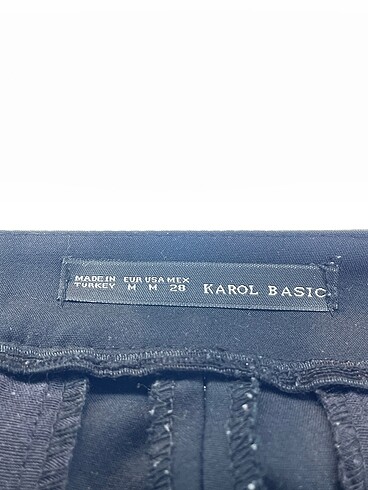 MADE IN EUR USA MEX
TURKEY M M 28
KAROL BASIC